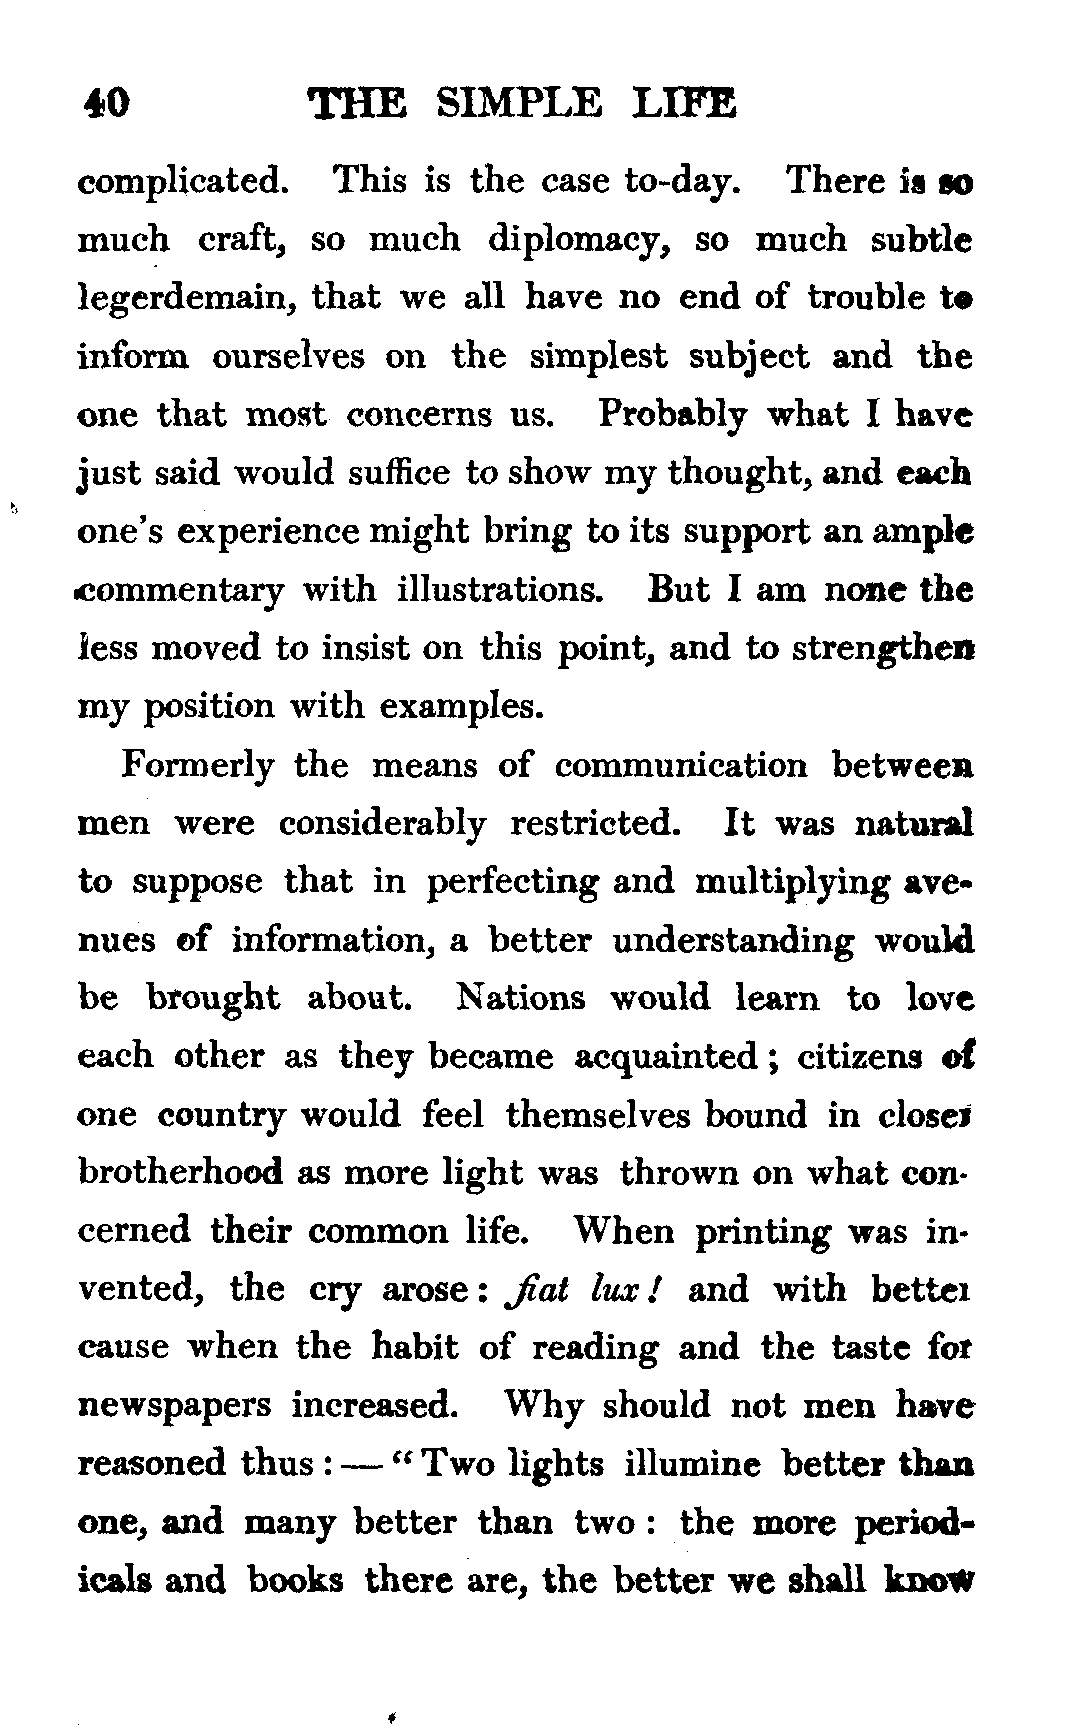 40 THE SIMPLE LIFE
complicated. This is the case to-day. There is so
much craft, so much diplomacy, so much subtle
legerdemain, that we all have no end of trouble to
inform ourselves on the simplest subject and the
one that most concerns us. Probably what I have
just said would suffice to show my thought, and each
one's experience might bring to its support an ample
commentary with illustrations. But I am none the
less moved to insist on this point, and to strengthen
my position with examples.
Formerly the means of communication between
men were considerably restricted. It was natural
to suppose that in perfecting and multiplying ave-
nues of information, a better understanding would
be brought about. Nations would learn to love
each other as they became acquainted; citizens of
one country would feel themselves bound in closer
brotherhood as more light was thrown on what con-
cerned their common life. When printing was in-
vented, the cry arose: fiat lux! and with better
cause when the habit of reading and the taste for
newspapers increased. Why should not men have
reasoned thus:— "Two lights illumine better than
one, and many better than two: the more period-
icals and books there are, the better we shall know